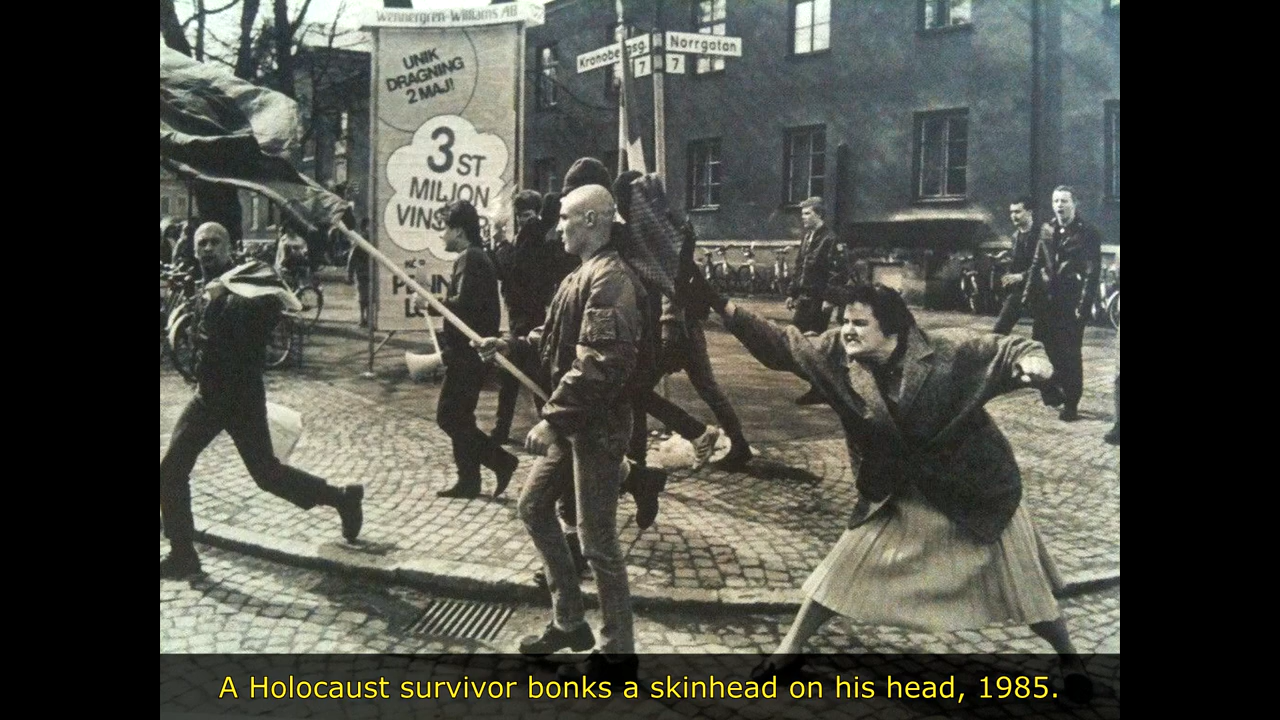 Wennergren-Williams AB
UNIK
DRAGNING
2 MAJ!
3 ST
MILJON
Norrgatan
7
7
A Holocaust survivor bonks a skinhead on his head, 1985.